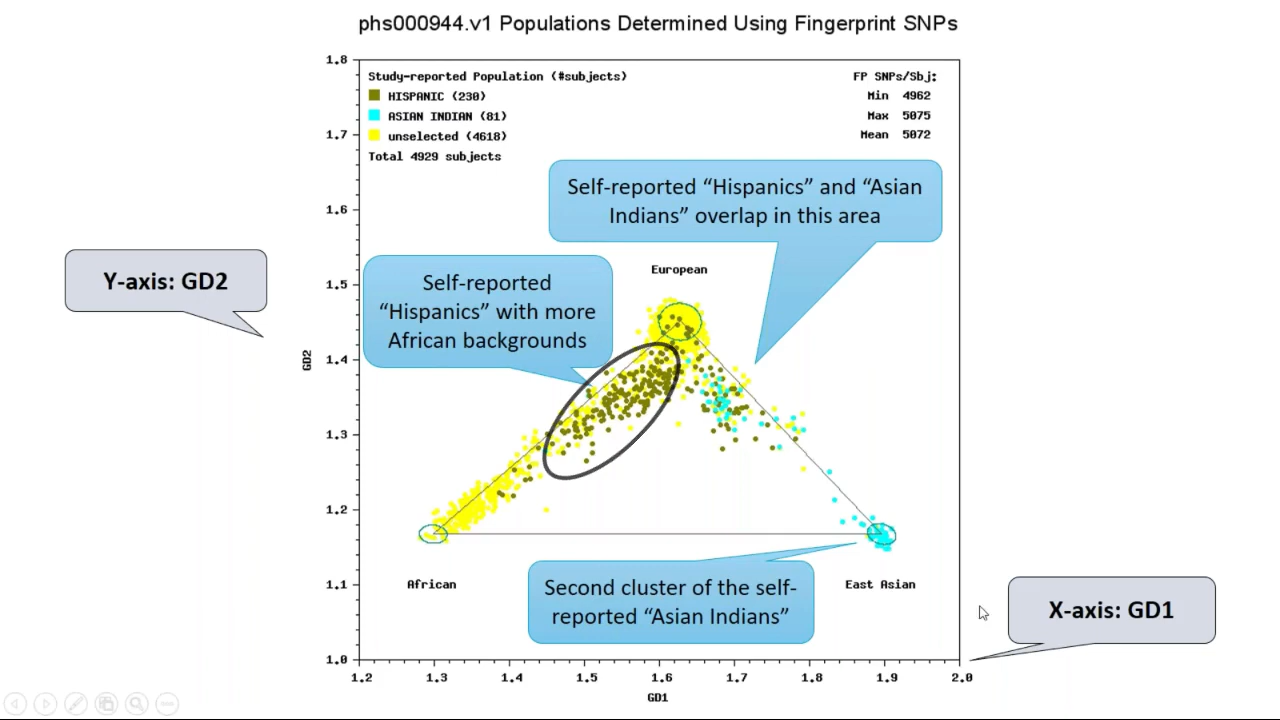 phs000944.v1 Populations Determined Using Fingerprint SNPs
1.8
Study-reported Population (#subjects)
HISPANIC (230)
ASIAN INDIAN (81)
unselected (4618)
Total 4929 subjects
FP SNPs/Sbj:
Min 4962
Max 5075
Mean 5072
1.7
Self-reported “Hispanics” and “Asian
Indians” overlap in this area
1.6
Y-axis: GD2
Self-reported
“Hispanics” with more
African backgrounds
European
1.5
1.4
GD2
1.3
1.2
1.1
African
Second cluster of the self-
reported “Asian Indians”
East Asian
X-axis: GD1
1.0
1.2 1.3 1.4 1.5 1.6 1.7 1.8 1.9 2.0
GD1